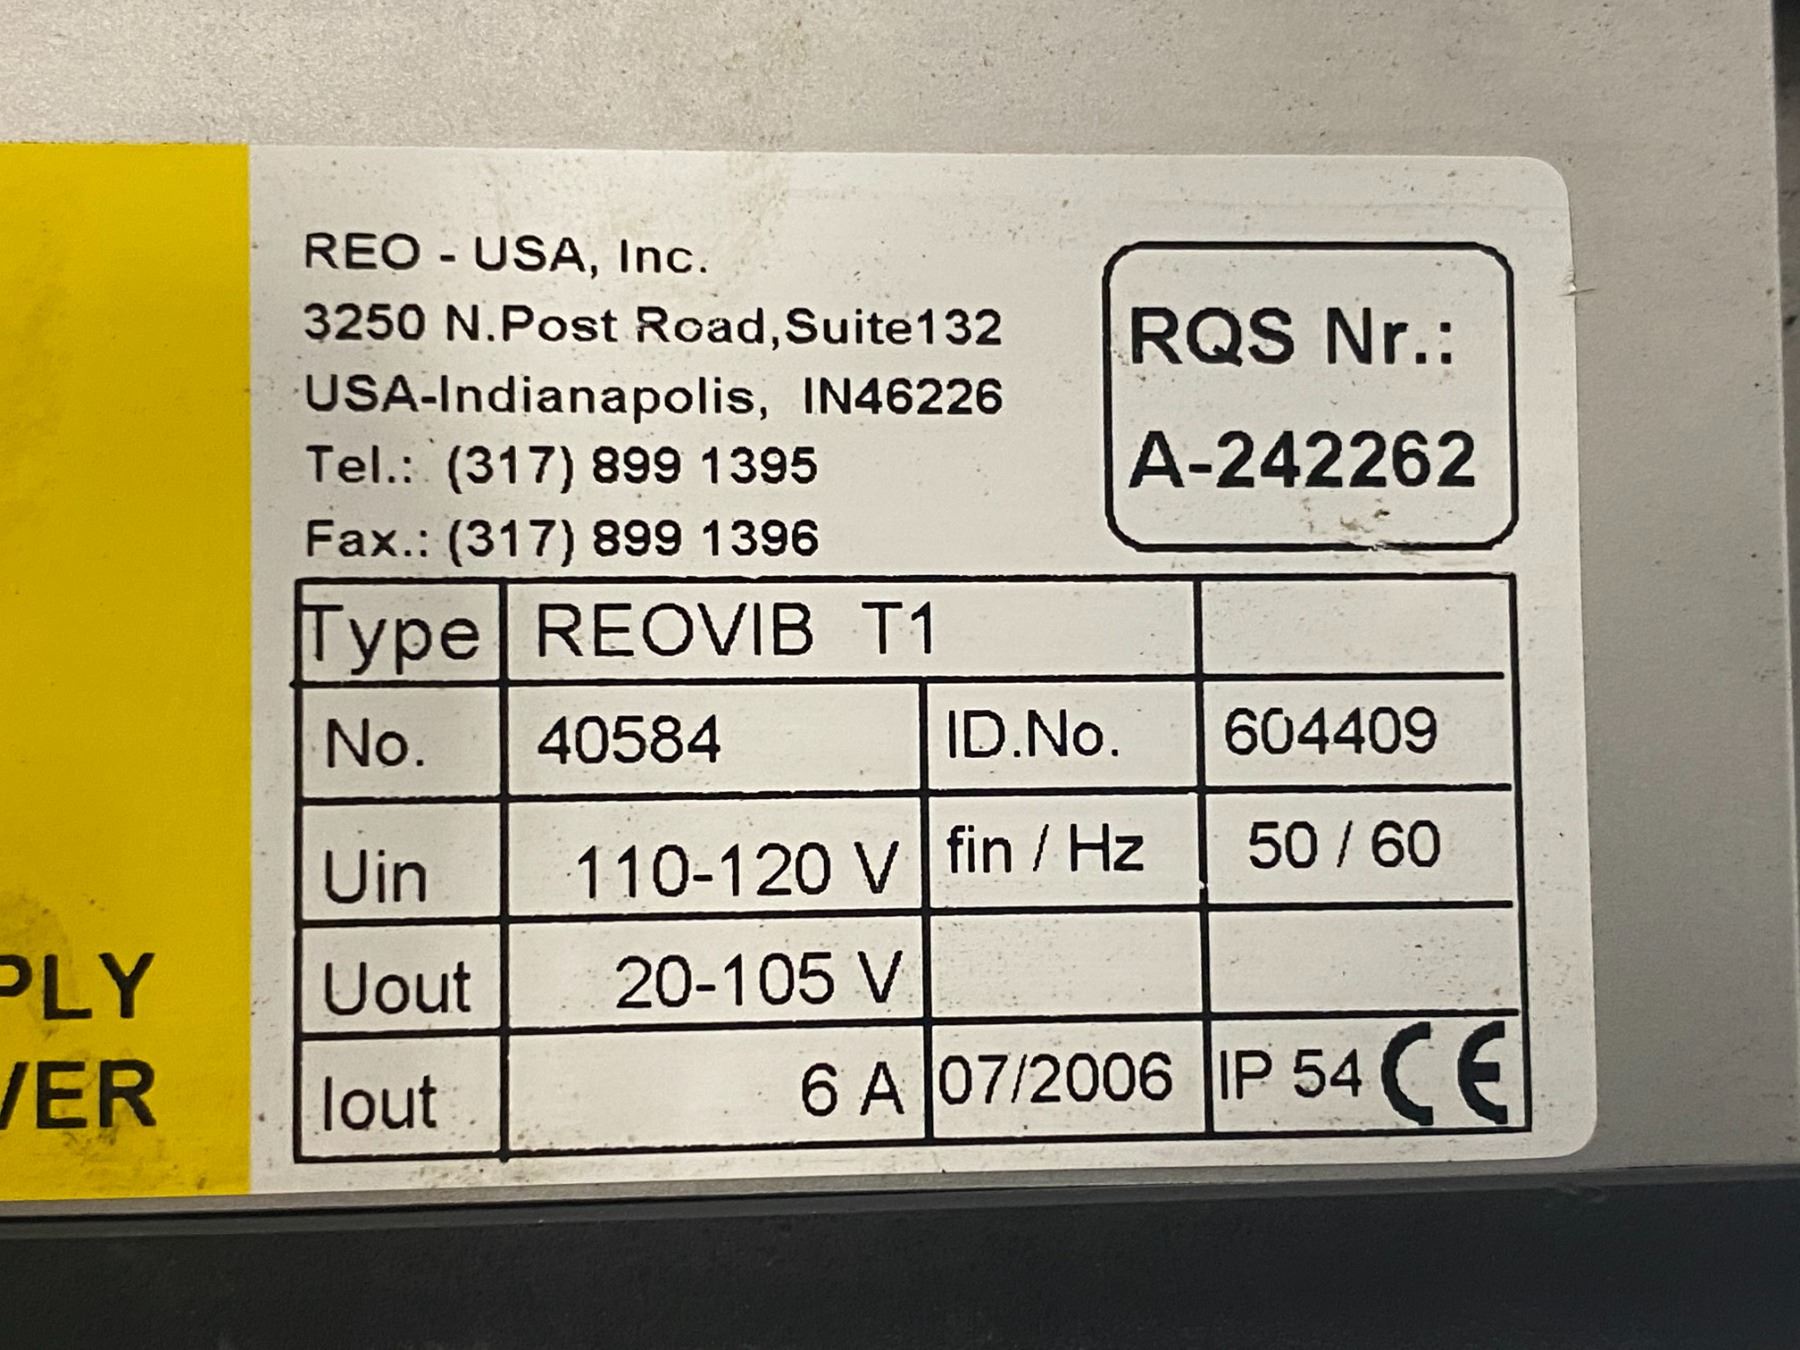 REO - USA, Inc.
3250 N.Post Road,Suite132
USA-Indianapolis, IN46226
Tel.: (317) 899 1395
Fax.: (317) 899 1396
RQS Nr.:
A-242262
Type REOVIB T1
No. 40584 ID.No. 604409
Uin 110-120 V fin / Hz 50 / 60
Uout 20-105 V
Iout 6 A 07/2006 IP 54 CE
PLY
VER